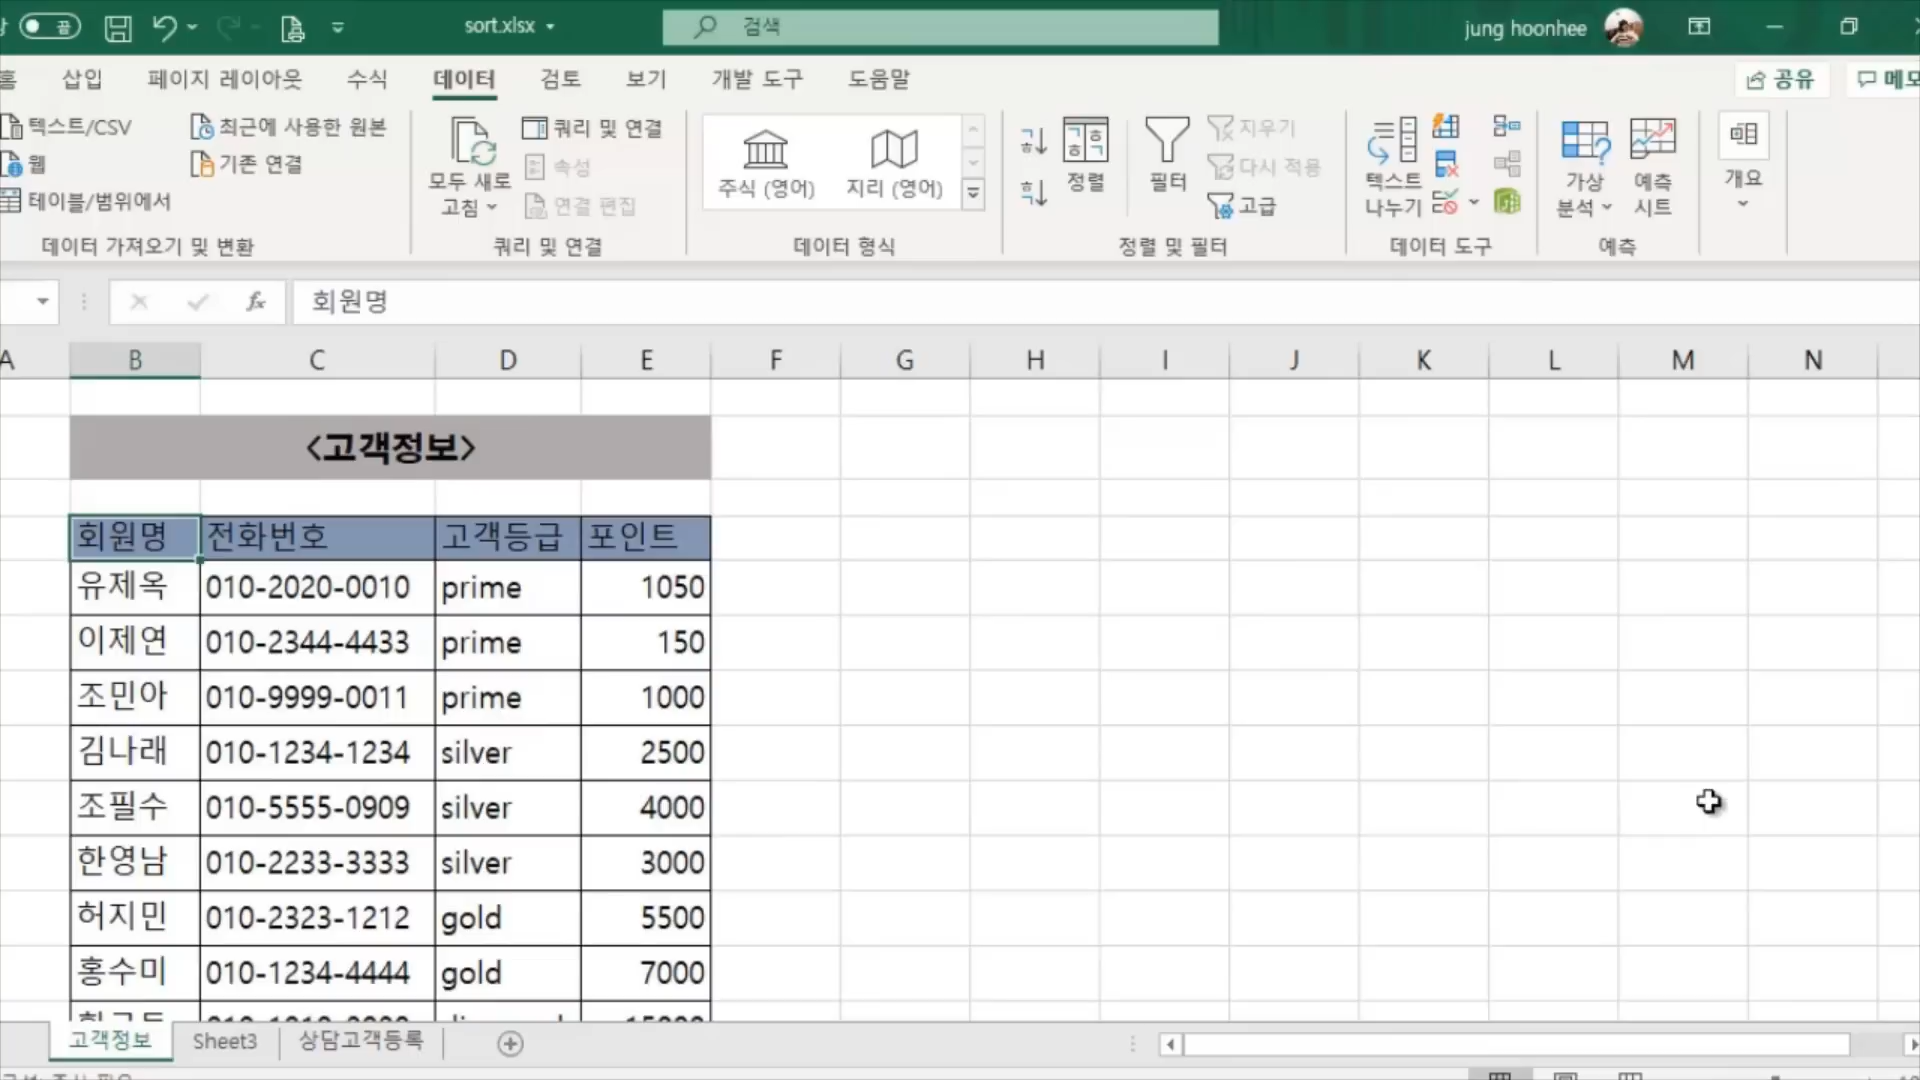 끔
sort.xlsx
검색
jung hoonhee
홈 삽입 페이지 레이아웃 수식 데이터 검토 보기 개발 도구 도움말
공유
텍스트/CSV
웹
테이블/범위에서
최근에 사용한 원본
기존 연결
데이터 가져오기 및 변환
모두 새로
고침
쿼리 및 연결
속성
연결 편집
쿼리 및 연결
주식 (영어)
지리 (영어)
데이터 형식
정렬
필터
지우기
다시 적용
고급
정렬 및 필터
텍스트
나누기
데이터 도구
가상
분석
예측
시트
예측
개요
fx 회원명
A B C D E F G H I J K L M N
<고객정보>
회원명 전화번호 고객등급 포인트
유제옥 010-2020-0010 prime 1050
이제연 010-2344-4433 prime 150
조민아 010-9999-0011 prime 1000
김나래 010-1234-1234 silver 2500
조필수 010-5555-0909 silver 4000
한영남 010-2233-3333 silver 3000
허지민 010-2323-1212 gold 5500
홍수미 010-1234-4444 gold 7000
고객정보 Sheet3 상담고객등록